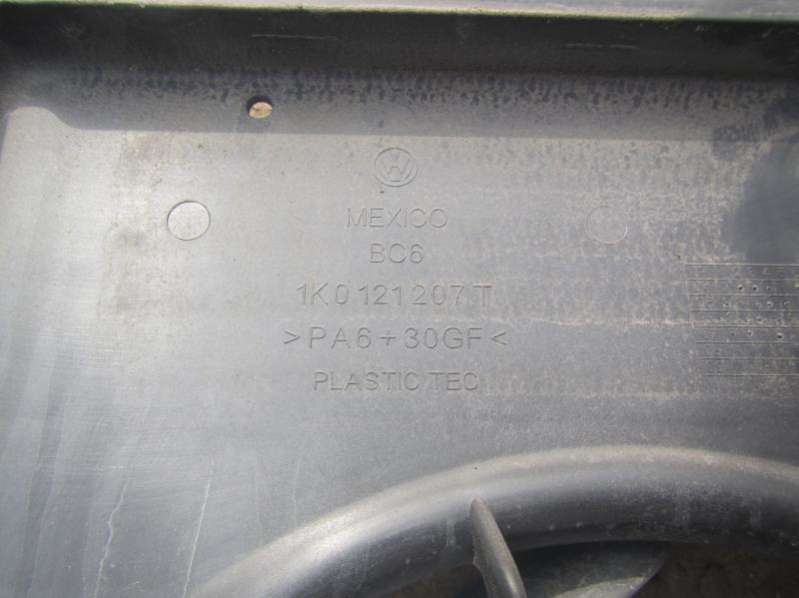 MEXICO
BC6
1K0 121 207 T
>PA6+30GF<
PLASTIC TEC